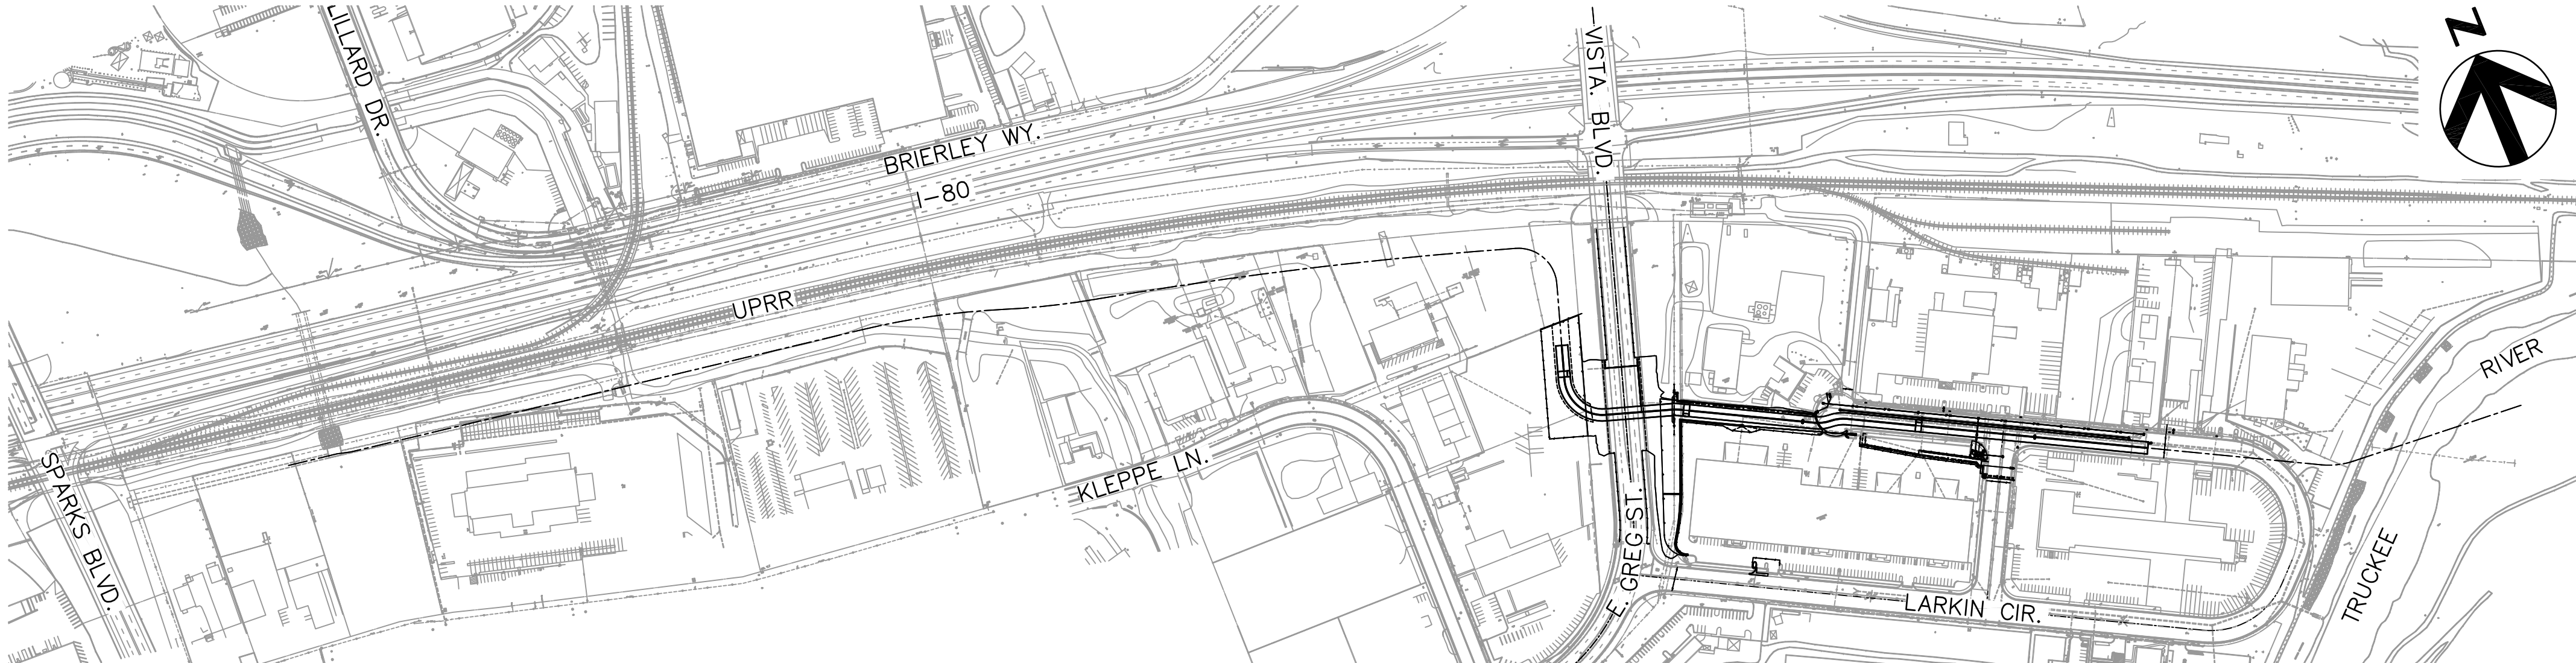 N
LILLARD DR.
VISTA. BLVD.
BRIERLEY WY.
I-80
UPRR
RIVER
KLEPPE LN.
SPARKS BLVD.
E. GREG ST.
TRUCKEE
LARKIN CIR.